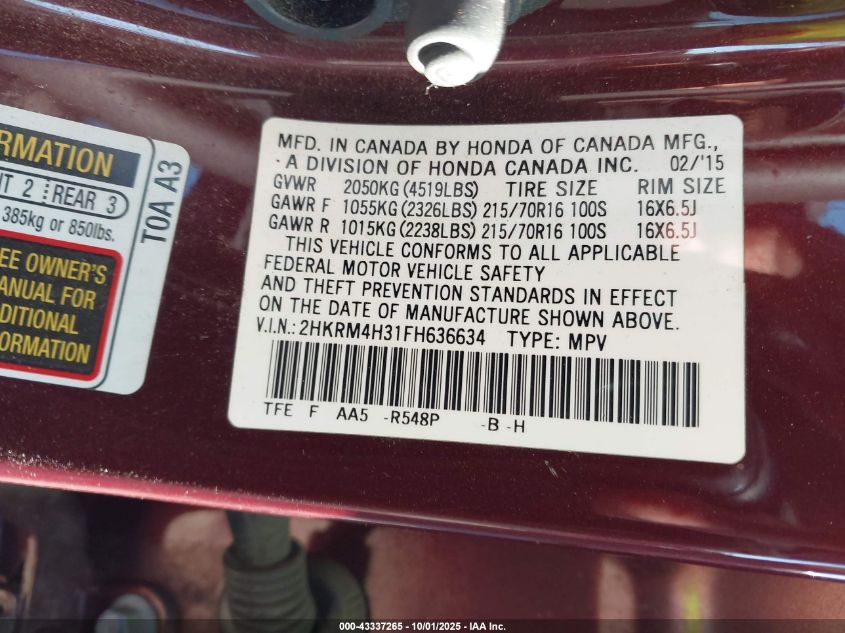 ORMATION
NT 2 REAR 3
385kg or 850lbs.
EE OWNER'S
MANUAL FOR
DDITIONAL
FORMATION
TOA A3
MFD. IN CANADA BY HONDA OF CANADA MFG.,
A DIVISION OF HONDA CANADA INC. 02/'15
GVWR 2050KG (4519LBS) TIRE SIZE RIM SIZE
GAWR F 1055KG (2326LBS) 215/70R16 100S 16X6.5J
GAWR R 1015KG (2238LBS) 215/70R16 100S 16X6.5J
THIS VEHICLE CONFORMS TO ALL APPLICABLE
FEDERAL MOTOR VEHICLE SAFETY
AND THEFT PREVENTION STANDARDS IN EFFECT
ON THE DATE OF MANUFACTURE SHOWN ABOVE.
V.I.N.: 2HKRM4H31FH636634 TYPE: MPV
TFE F AA5 -R548P -B -H
000-43337265 - 10/01/2025 - IAA Inc.